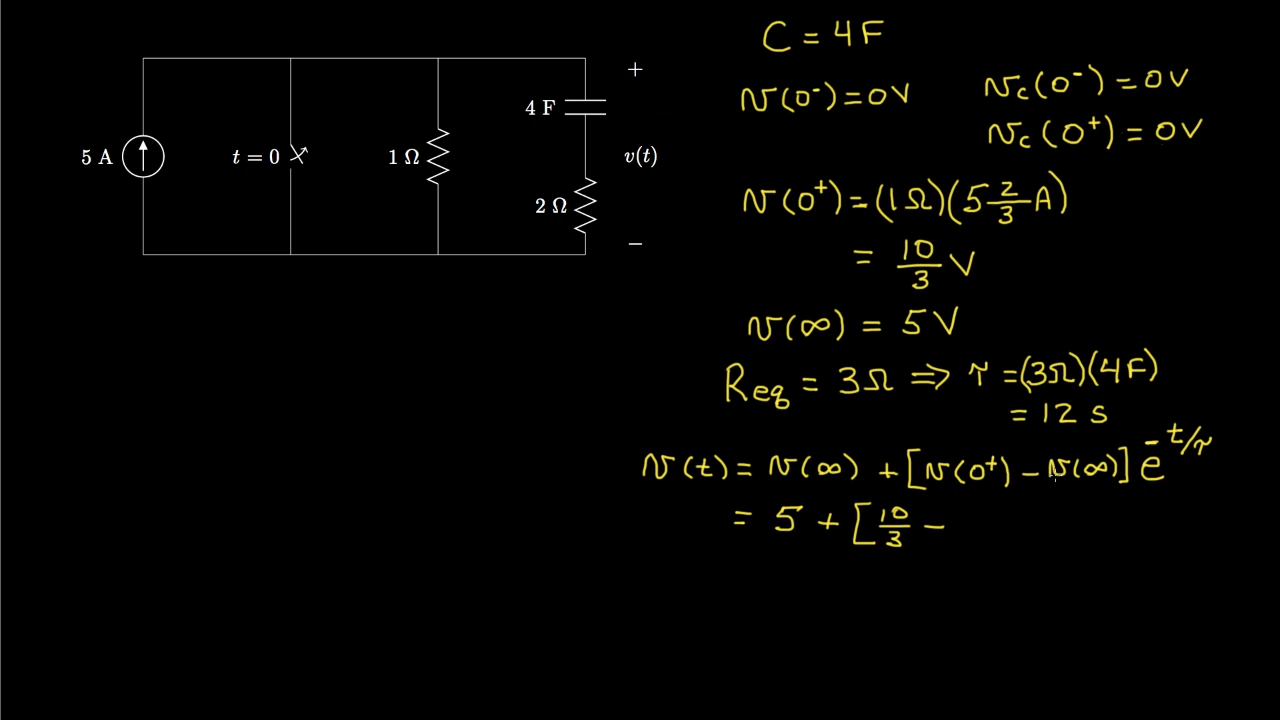 C = 4F
v(0⁻) = 0V
v_c(0⁻) = 0V
v_c(0⁺) = 0V
+
4 F
5 A
t = 0
1 Ω
v(t)
2 Ω
−
v(0⁺) = (1Ω)(5 2/3 A)
= 10/3 V
v(∞) = 5V
Req = 3Ω ⇒ τ = (3Ω)(4F)
= 12 s
v(t) = v(∞) + [v(0⁺) − v(∞)] e^−t/τ
= 5 + [10/3 −